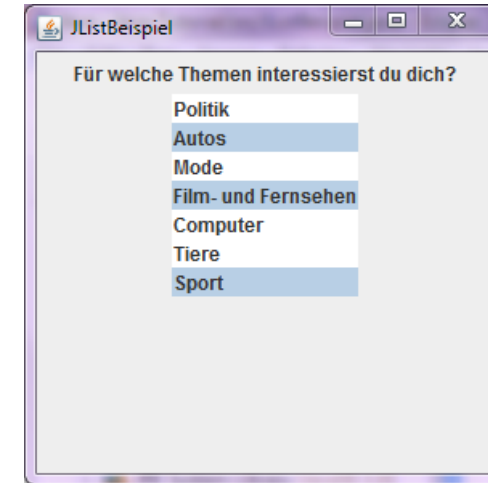 JListBeispiel
Für welche Themen interessierst du dich?
Politik
Autos
Mode
Film- und Fernsehen
Computer
Tiere
Sport